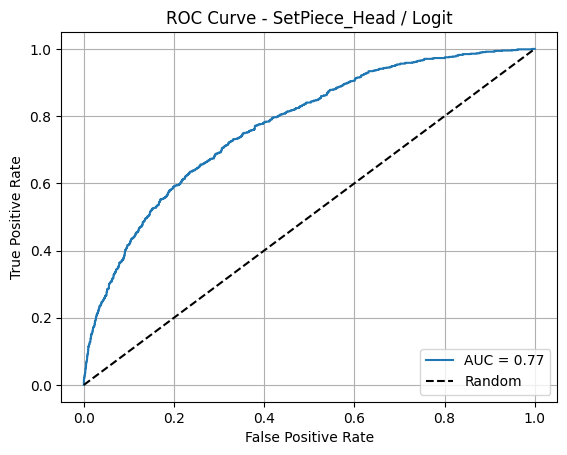 ROC Curve - SetPiece_Head / Logit
True Positive Rate
1.0
0.8
0.6
0.4
0.2
0.0
AUC = 0.77
Random
0.0 0.2 0.4 0.6 0.8 1.0
False Positive Rate